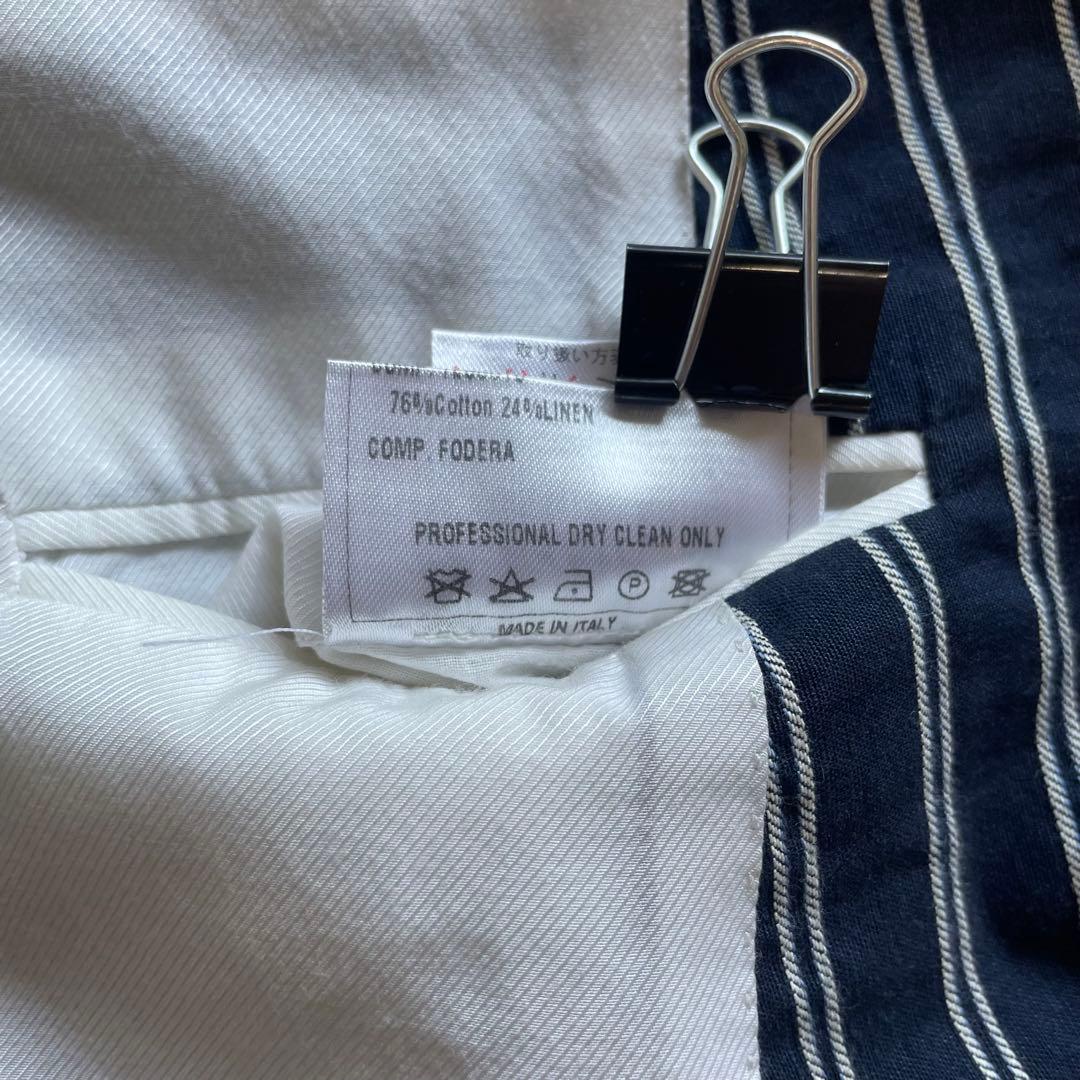 取り扱い方
76%Cotton 24%LINEN
COMP FODERA
PROFESSIONAL DRY CLEAN ONLY
P
MADE IN ITALY